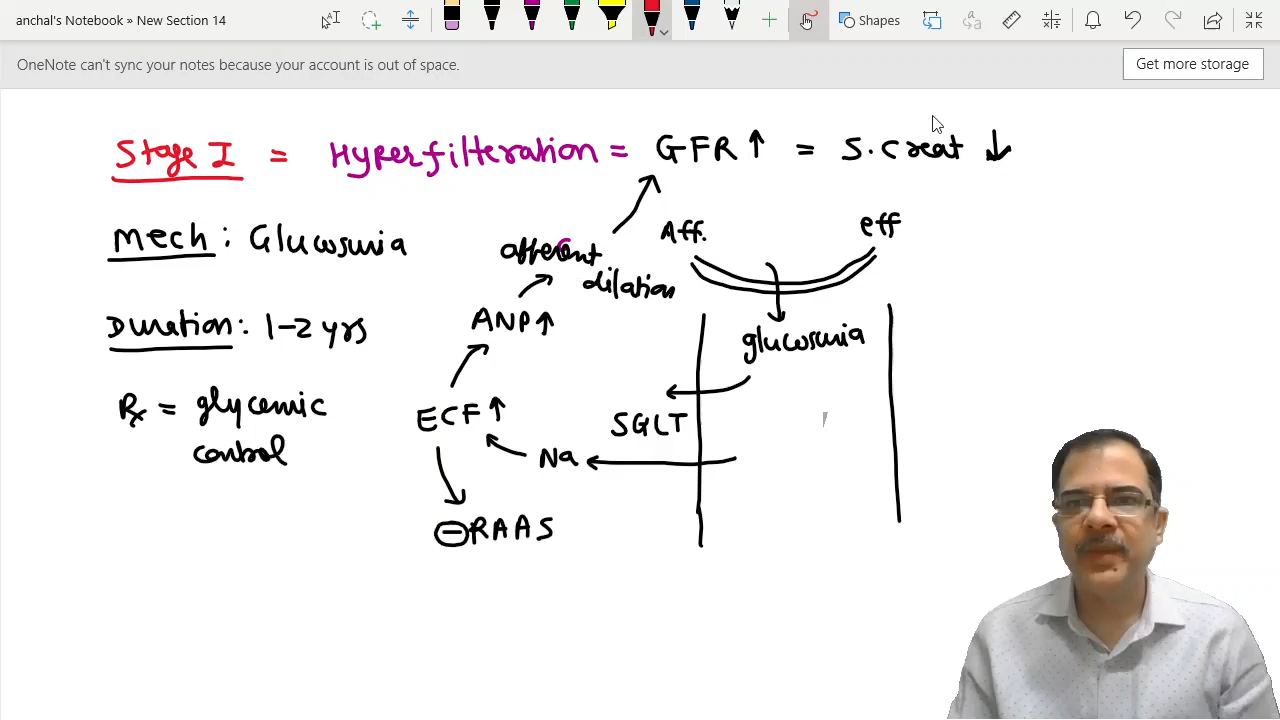 anchal's Notebook » New Section 14
Shapes
OneNote can't sync your notes because your account is out of space.
Get more storage
Stage I = Hyperfilteration = GFR ↑ = S.Creat ↓
Mech : Glucosuria
afferent dilation
Aff.
eff
Duration : 1-2 yrs
ANP↑
glucosuria
Rx = glycemic control
ECF↑
SGLT
Na
⊖RAAS